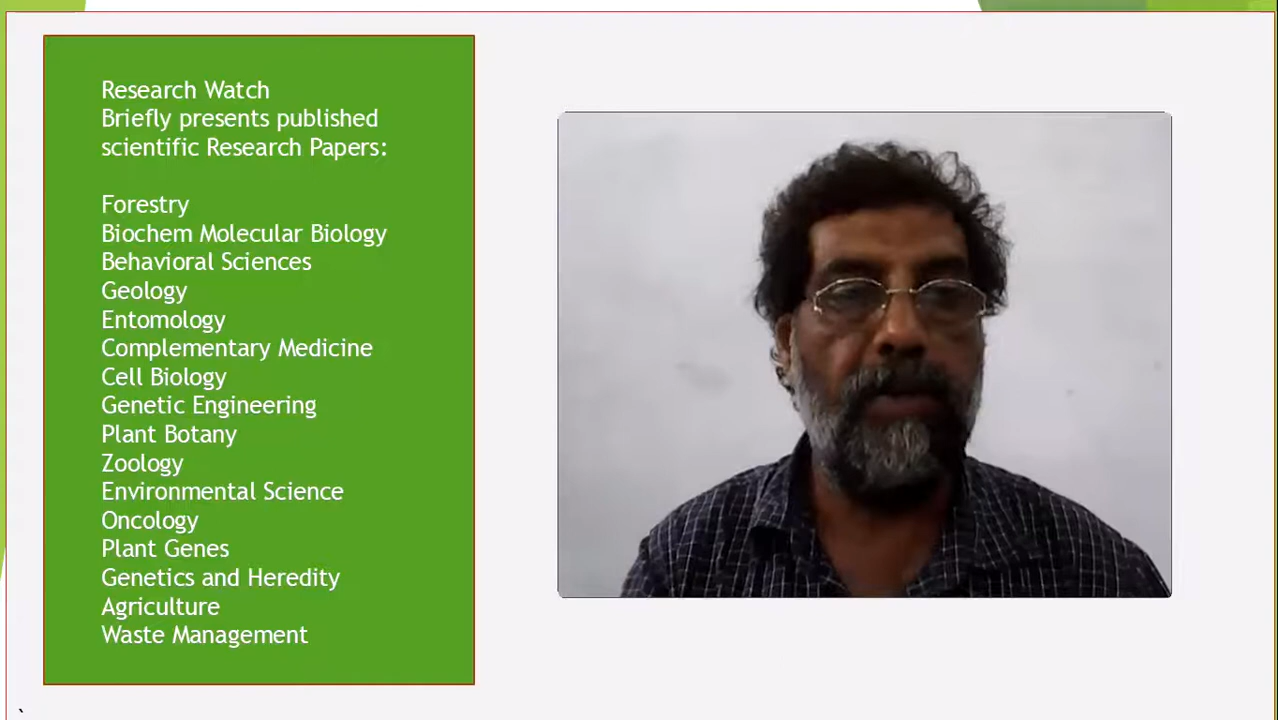 Research Watch
Briefly presents published
scientific Research Papers:
Forestry
Biochem Molecular Biology
Behavioral Sciences
Geology
Entomology
Complementary Medicine
Cell Biology
Genetic Engineering
Plant Botany
Zoology
Environmental Science
Oncology
Plant Genes
Genetics and Heredity
Agriculture
Waste Management
`